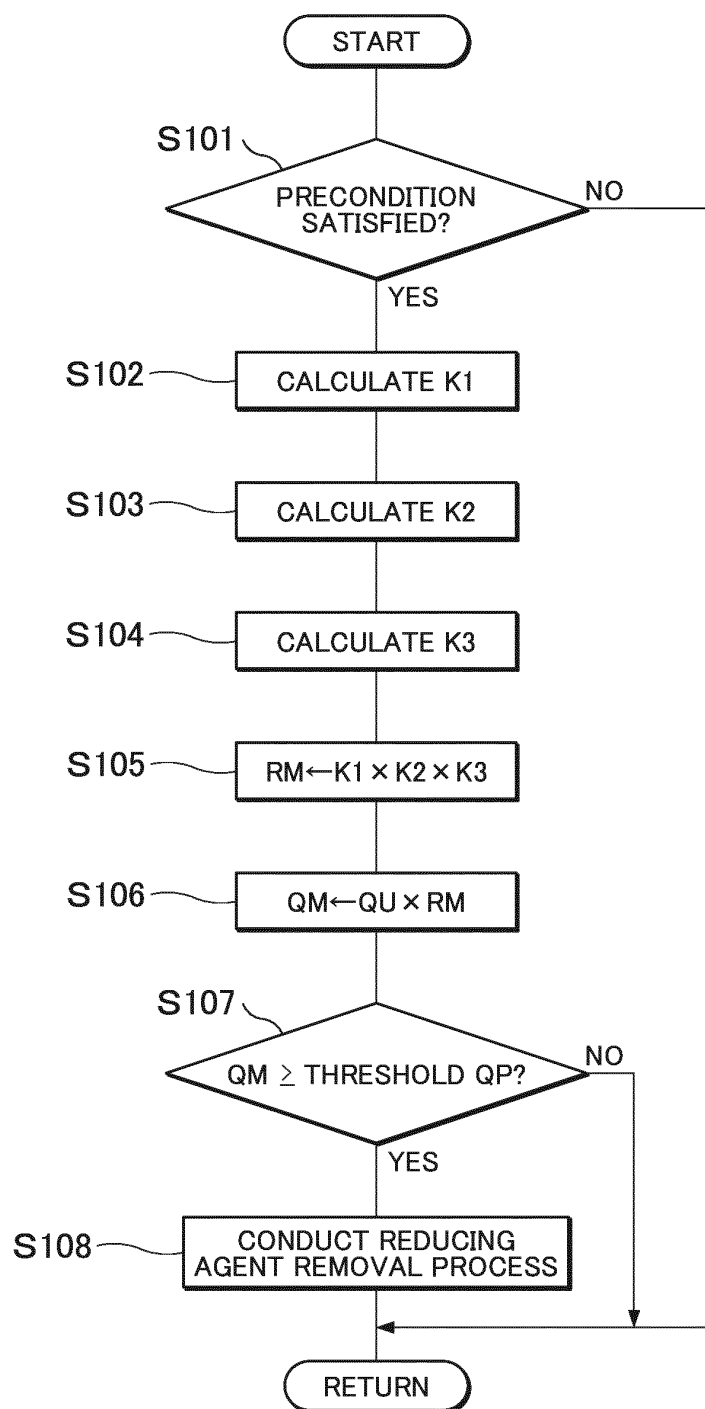 START
S101
PRECONDITION
SATISFIED?
NO
YES
S102
CALCULATE K1
S103
CALCULATE K2
S104
CALCULATE K3
S105
RM←K1×K2×K3
S106
QM←QU×RM
S107
QM ≥ THRESHOLD QP?
NO
YES
S108
CONDUCT REDUCING
AGENT REMOVAL PROCESS
RETURN